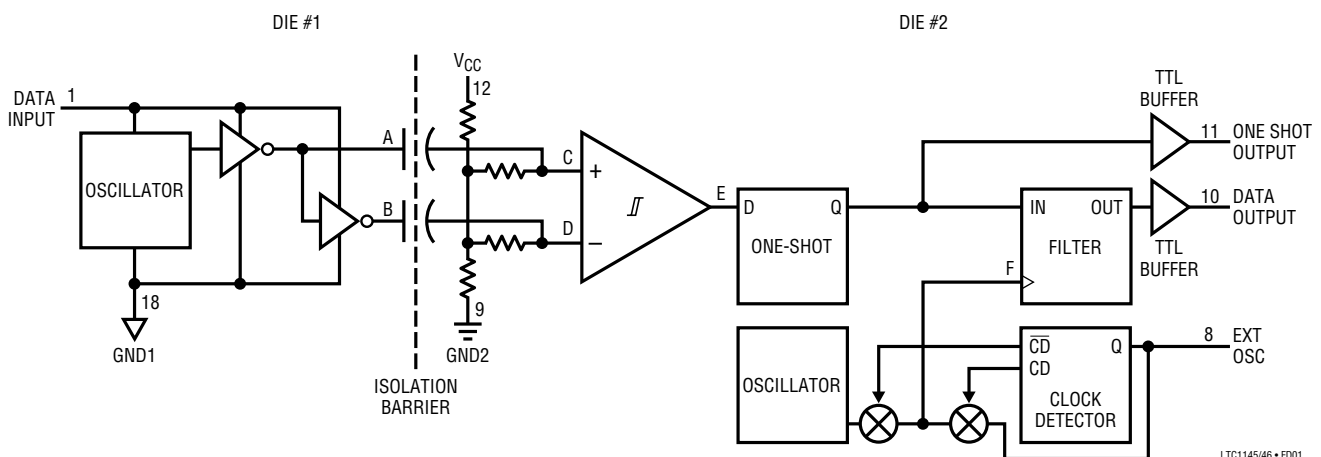 DIE #1
DIE #2
DATA
INPUT
1
OSCILLATOR
18
GND1
A
B
ISOLATION
BARRIER
VCC
12
C
+
D
–
9
GND2
E
D
Q
ONE-SHOT
TTL
BUFFER
11
ONE SHOT
OUTPUT
IN
OUT
FILTER
F
10
DATA
OUTPUT
TTL
BUFFER
OSCILLATOR
CD
Q
CD
CLOCK
DETECTOR
8
EXT
OSC
LTC1145/46 • FD01